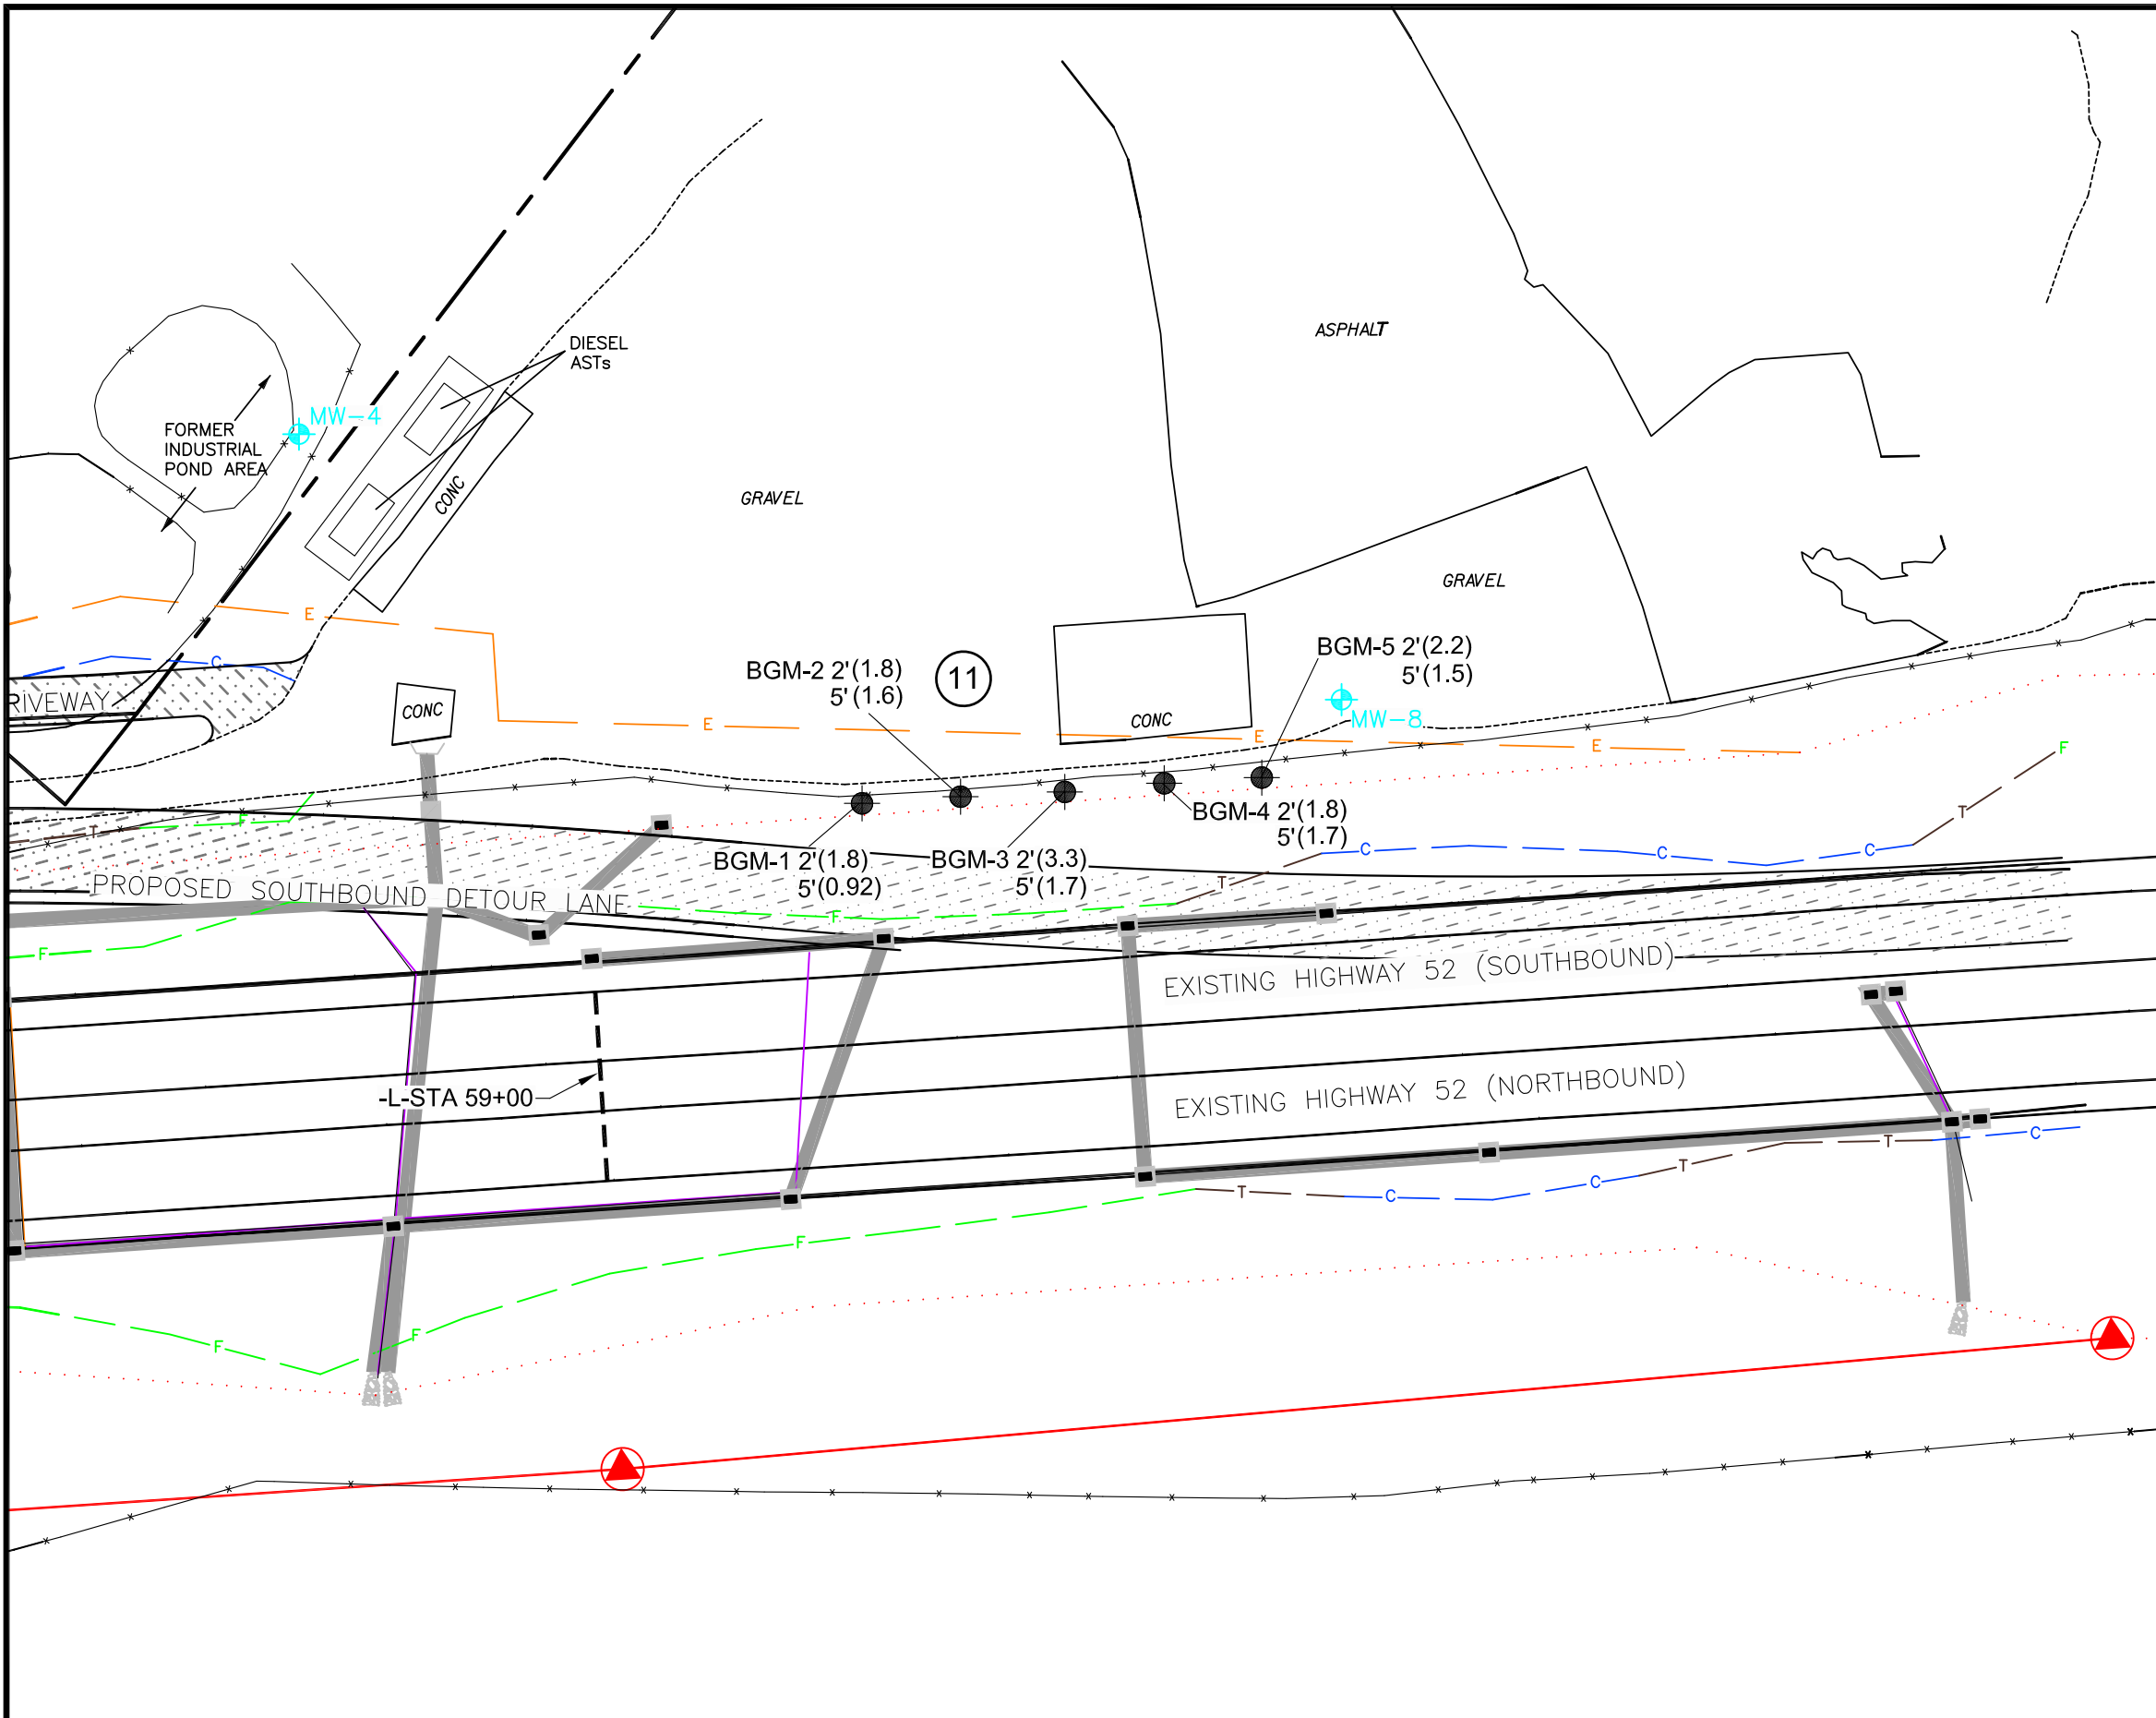 DIESEL
ASTs
ASPHALT
MW-4
FORMER
INDUSTRIAL
POND AREA
CONC
GRAVEL
GRAVEL
E
C
BGM-2 2'(1.8)
5'(1.6)
11
BGM-5 2'(2.2)
5'(1.5)
RIVEWAY
CONC
CONC
MW-8
E
E
E
F
T
F
BGM-4 2'(1.8)
5'(1.7)
T
BGM-1 2'(1.8)
5'(0.92)
BGM-3 2'(3.3)
5'(1.7)
C
C
C
T
PROPOSED SOUTHBOUND DETOUR LANE
F
F
EXISTING HIGHWAY 52 (SOUTHBOUND)
-L-STA 59+00
EXISTING HIGHWAY 52 (NORTHBOUND)
T
C
C
T
T
C
F
F
F